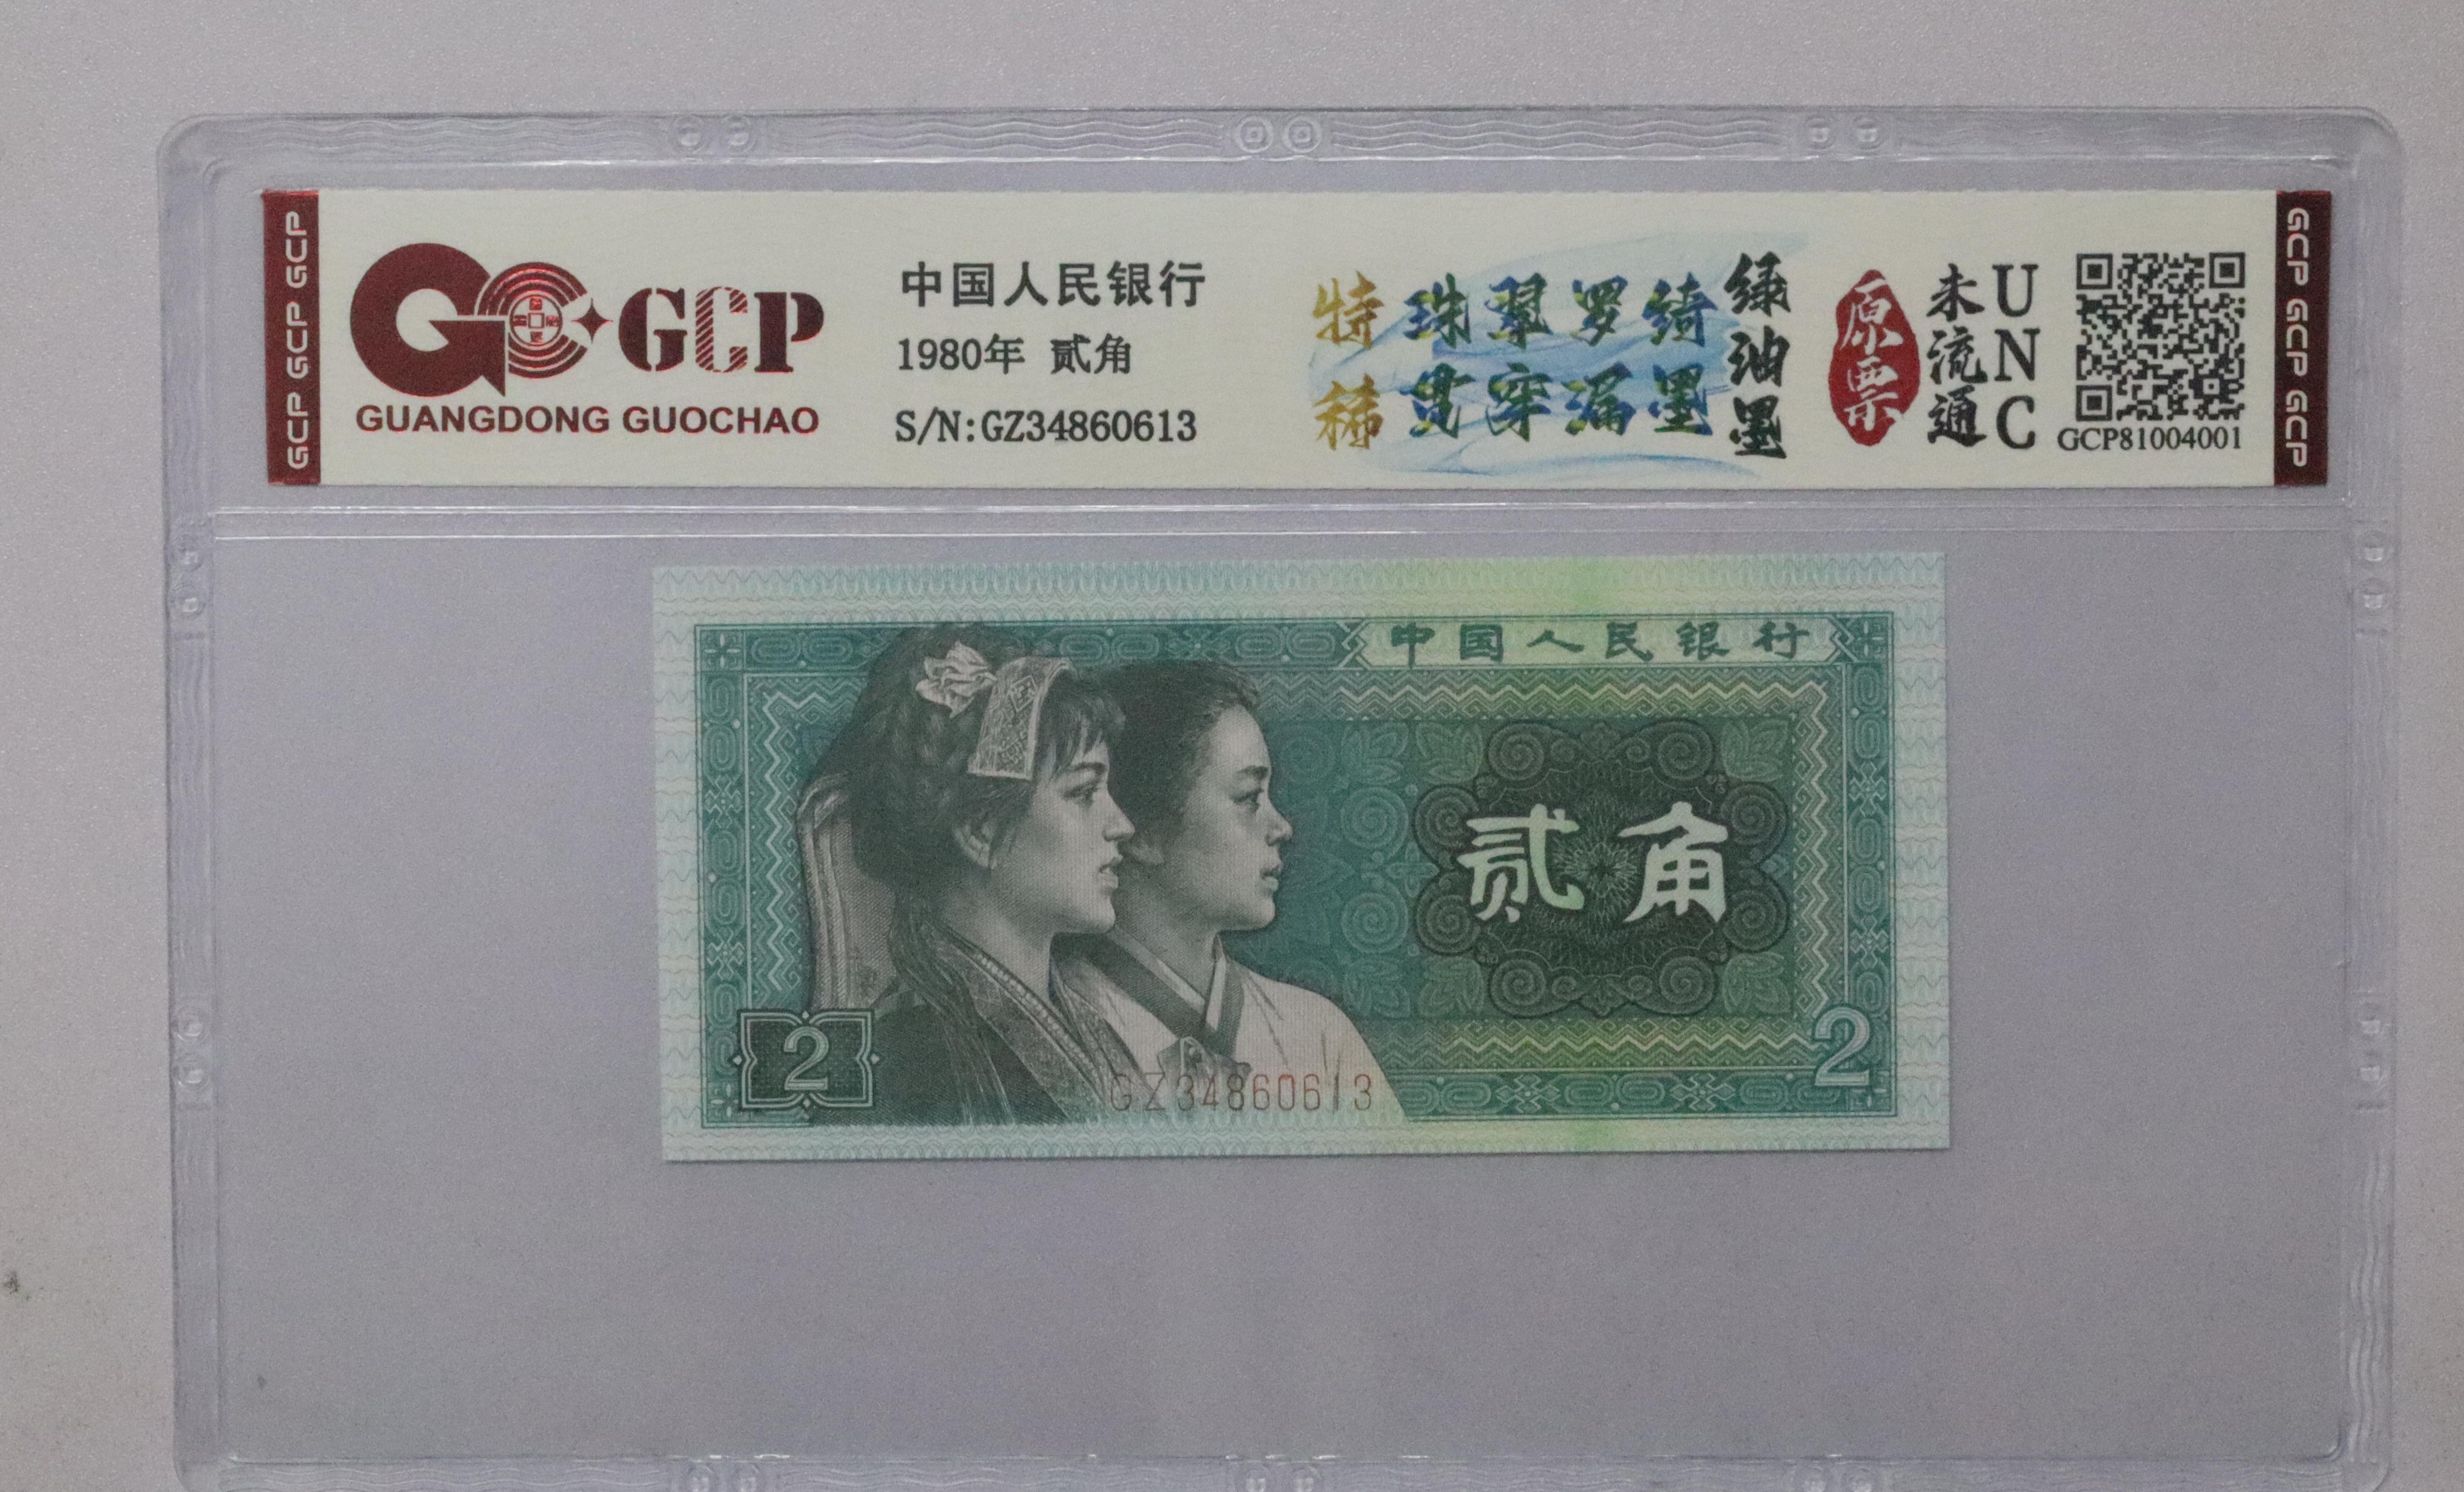 GCP GCP GCP
GCP
GUANGDONG GUOCHAO
中国人民银行
1980年 贰角
S/N:GZ34860613
特稀
珠翠罗绮
贯穿漏墨
绿油墨
原票
未流通
UNC
GCP81004001
GCP GCP GCP
中国人民银行
贰角
2
2
GZ34860613